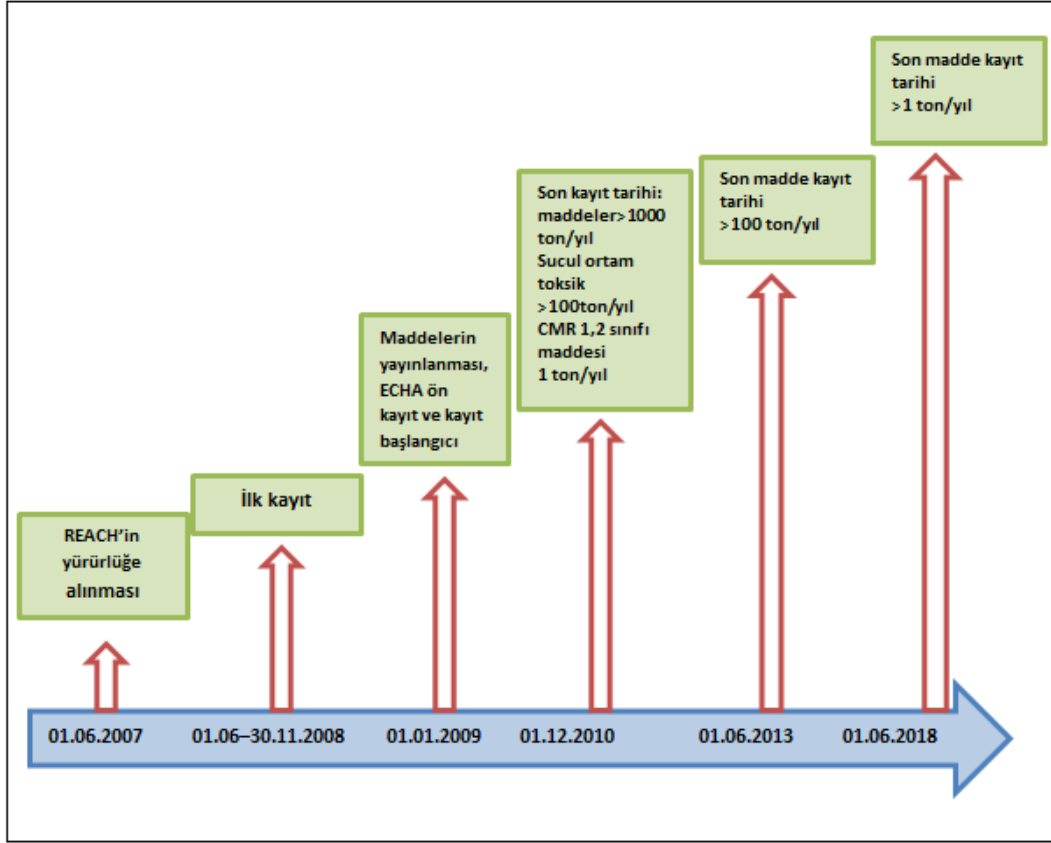 REACH’in
yürürlüğe
alınması
İlk kayıt
Maddelerin
yayınlanması,
ECHA ön
kayıt ve kayıt
başlangıcı
Son kayıt tarihi:
maddeler>1000
ton/yıl
Sucul ortam
toksik
>100ton/yıl
CMR 1,2 sınıfı
maddesi
1 ton/yıl
Son madde kayıt
tarihi
>100 ton/yıl
Son madde kayıt
tarihi
>1 ton/yıl
01.06.2007
01.06–30.11.2008
01.01.2009
01.12.2010
01.06.2013
01.06.2018